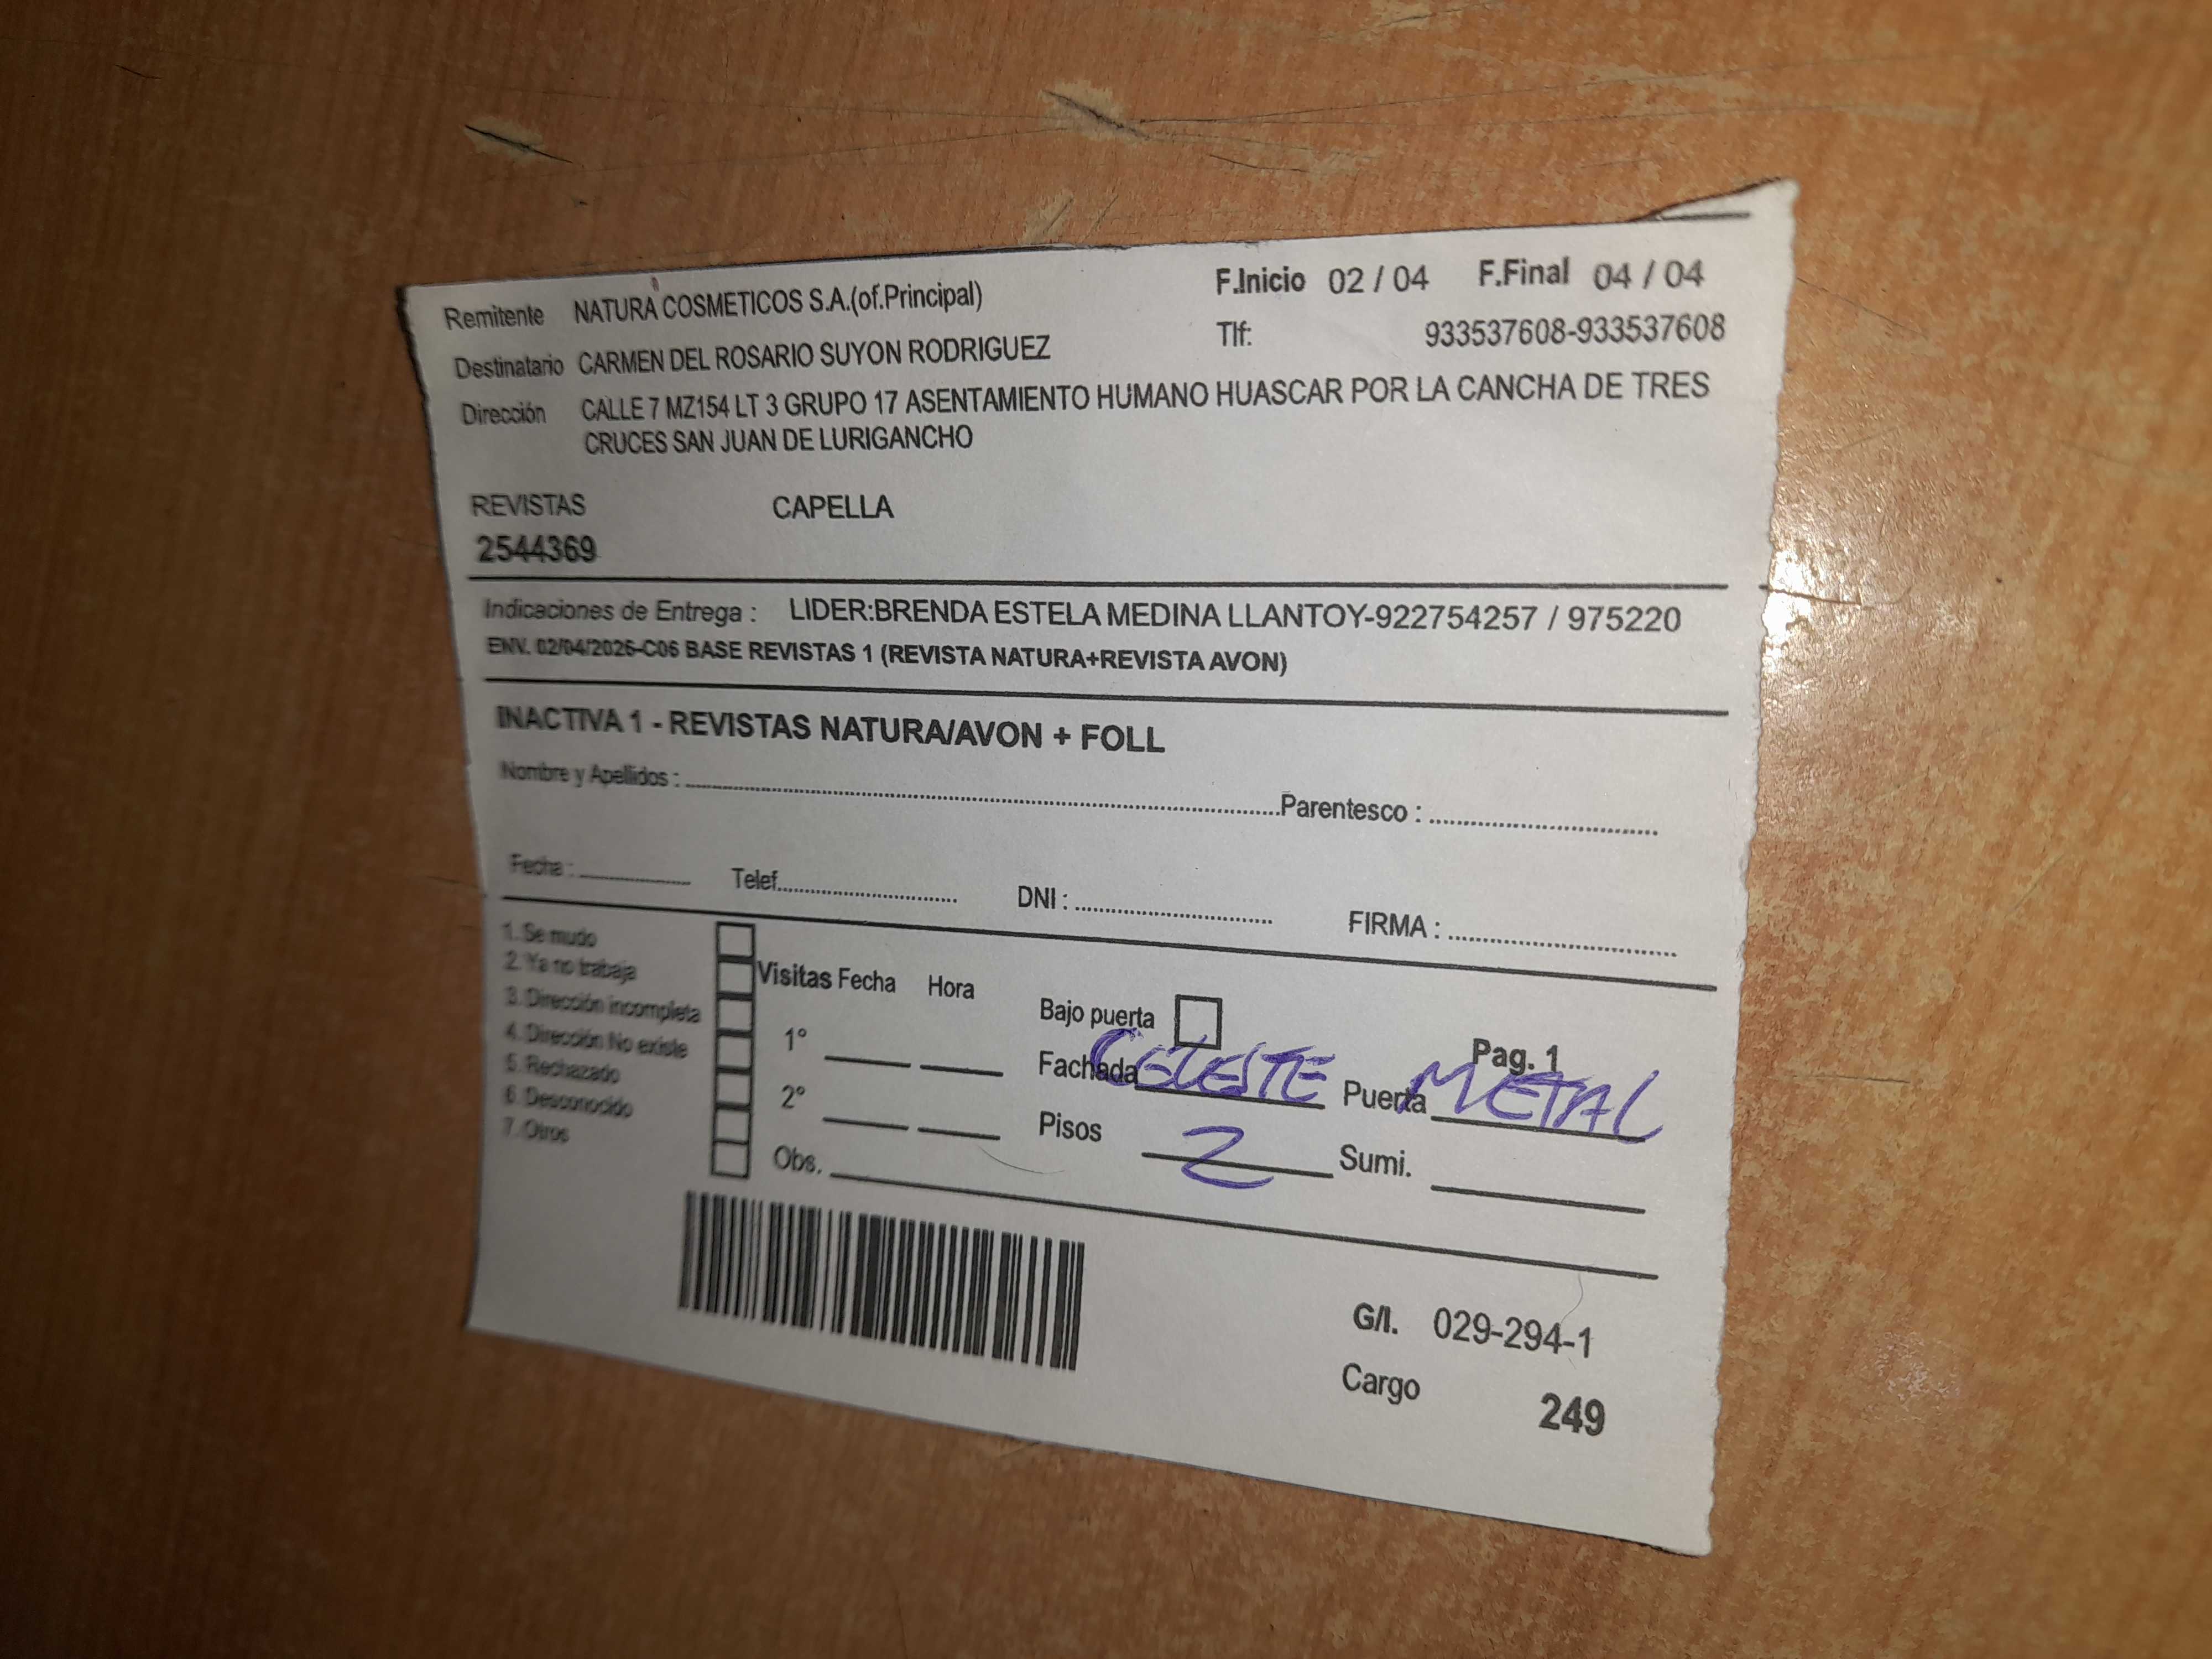 Remitente NATURA COSMETICOS S.A.(of.Principal) F.Inicio 02 / 04 F.Final 04 / 04
Destinatario CARMEN DEL ROSARIO SUYON RODRIGUEZ Tlf: 933537608-933537608
Dirección CALLE 7 MZ154 LT 3 GRUPO 17 ASENTAMIENTO HUMANO HUASCAR POR LA CANCHA DE TRES
CRUCES SAN JUAN DE LURIGANCHO
REVISTAS CAPELLA
2544369
Indicaciones de Entrega : LIDER:BRENDA ESTELA MEDINA LLANTOY-922754257 / 975220
ENV. 02/04/2026-C06 BASE REVISTAS 1 (REVISTA NATURA+REVISTA AVON)
INACTIVA 1 - REVISTAS NATURA/AVON + FOLL
Nombre y Apellidos : Parentesco :
Fecha : Telef. DNI : FIRMA :
1. Se mudo
2. Ya no trabaja
3. Dirección incompleta
4. Dirección No existe
5. Rechazado
6. Desconocido
7. Otros
Visitas Fecha Hora
1°
2°
Obs.
Bajo puerta Pag. 1
Fachada CELESTE Puerta METAL
Pisos 2 Sumi.
G/I. 029-294-1
Cargo 249